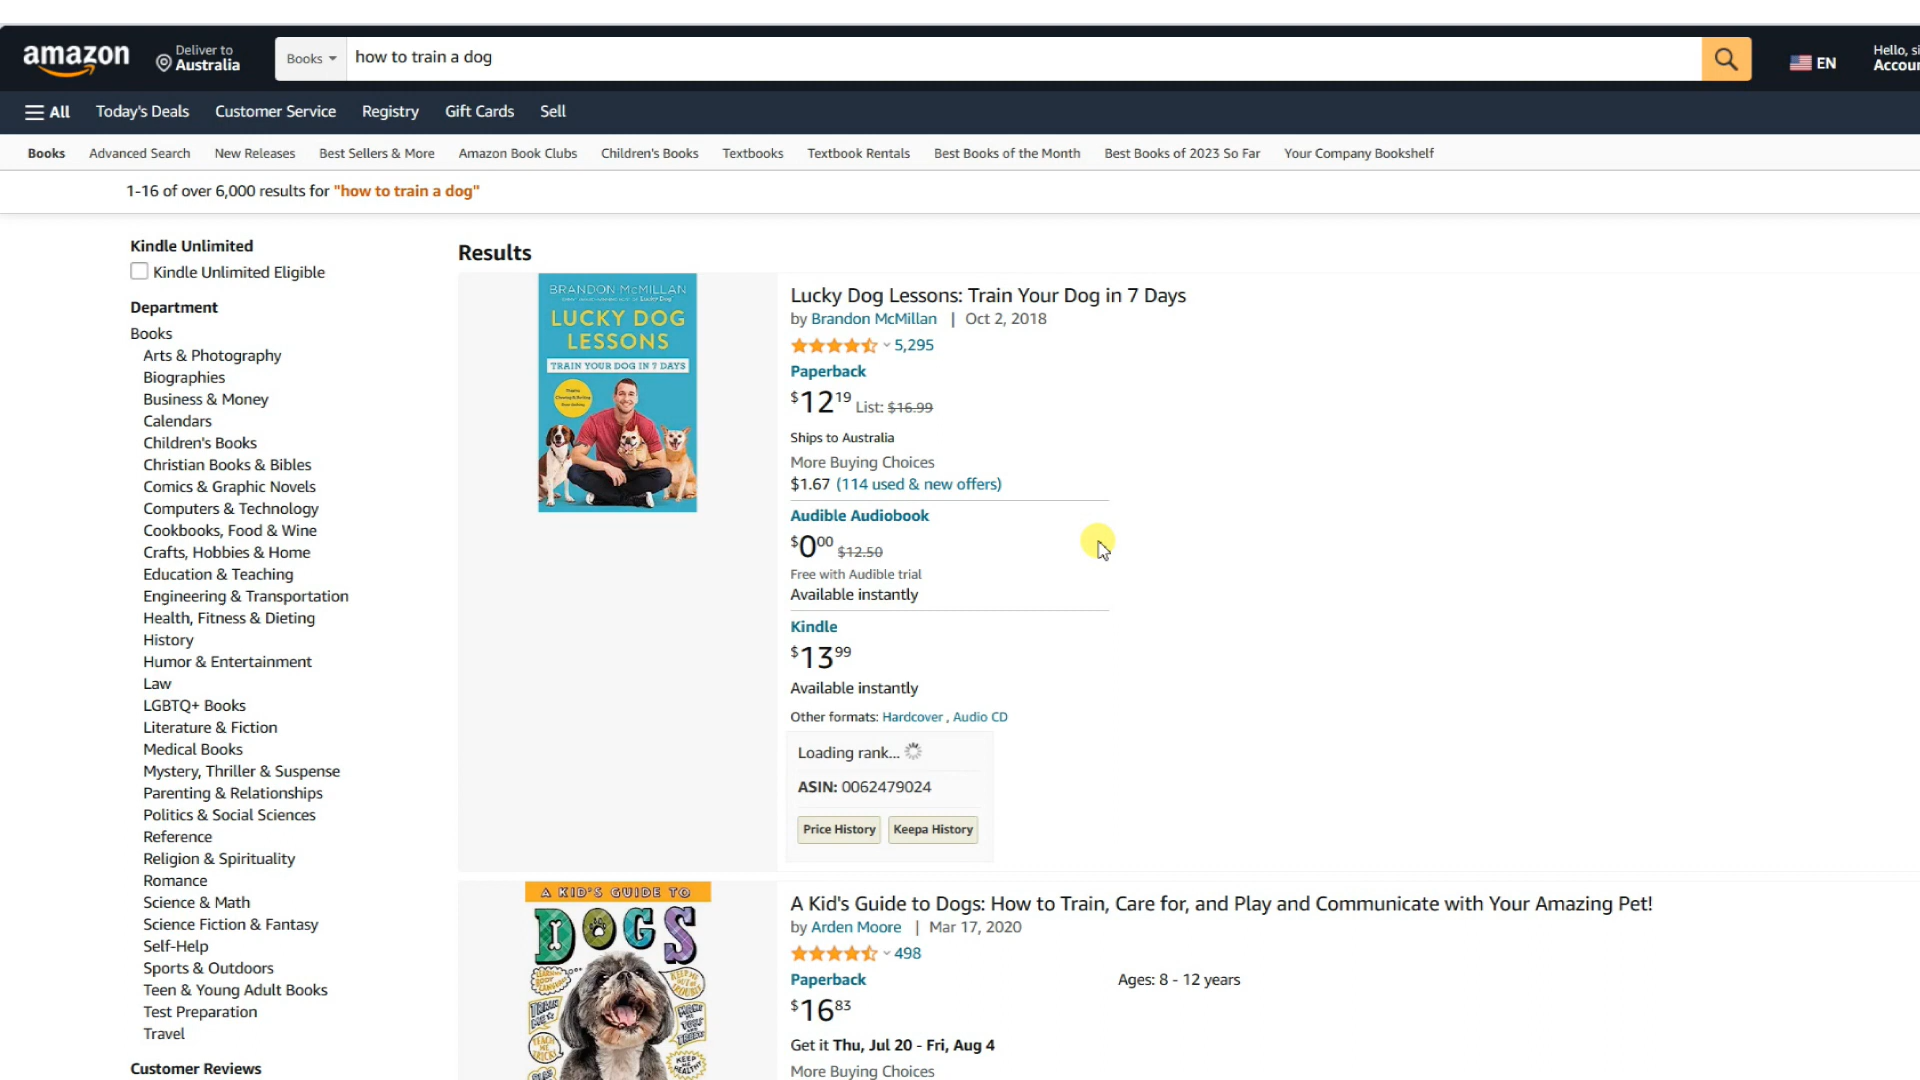 amazon
Deliver to
Australia
Books
how to train a dog
EN
Hello, si
Accoun
All
Today's Deals
Customer Service
Registry
Gift Cards
Sell
Books
Advanced Search
New Releases
Best Sellers & More
Amazon Book Clubs
Children's Books
Textbooks
Textbook Rentals
Best Books of the Month
Best Books of 2023 So Far
Your Company Bookshelf
1-16 of over 6,000 results for "how to train a dog"
Kindle Unlimited
Kindle Unlimited Eligible
Department
Books
Arts & Photography
Biographies
Business & Money
Calendars
Children's Books
Christian Books & Bibles
Comics & Graphic Novels
Computers & Technology
Cookbooks, Food & Wine
Crafts, Hobbies & Home
Education & Teaching
Engineering & Transportation
Health, Fitness & Dieting
History
Humor & Entertainment
Law
LGBTQ+ Books
Literature & Fiction
Medical Books
Mystery, Thriller & Suspense
Parenting & Relationships
Politics & Social Sciences
Reference
Religion & Spirituality
Romance
Science & Math
Science Fiction & Fantasy
Self-Help
Sports & Outdoors
Teen & Young Adult Books
Test Preparation
Travel
Customer Reviews
Results
BRANDON McMILLAN
LUCKY DOG
LESSONS
TRAIN YOUR DOG IN 7 DAYS
Lucky Dog Lessons: Train Your Dog in 7 Days
by Brandon McMillan | Oct 2, 2018
5,295
Paperback
$12 19 List: $16.99
Ships to Australia
More Buying Choices
$1.67 (114 used & new offers)
Audible Audiobook
$0 00 $12.50
Free with Audible trial
Available instantly
Kindle
$13 99
Available instantly
Other formats: Hardcover , Audio CD
Loading rank...
ASIN: 0062479024
Price History
Keepa History
A KID'S GUIDE TO
DOGS
A Kid's Guide to Dogs: How to Train, Care for, and Play and Communicate with Your Amazing Pet!
by Arden Moore | Mar 17, 2020
498
Paperback
Ages: 8 - 12 years
$16 83
Get it Thu, Jul 20 - Fri, Aug 4
More Buying Choices